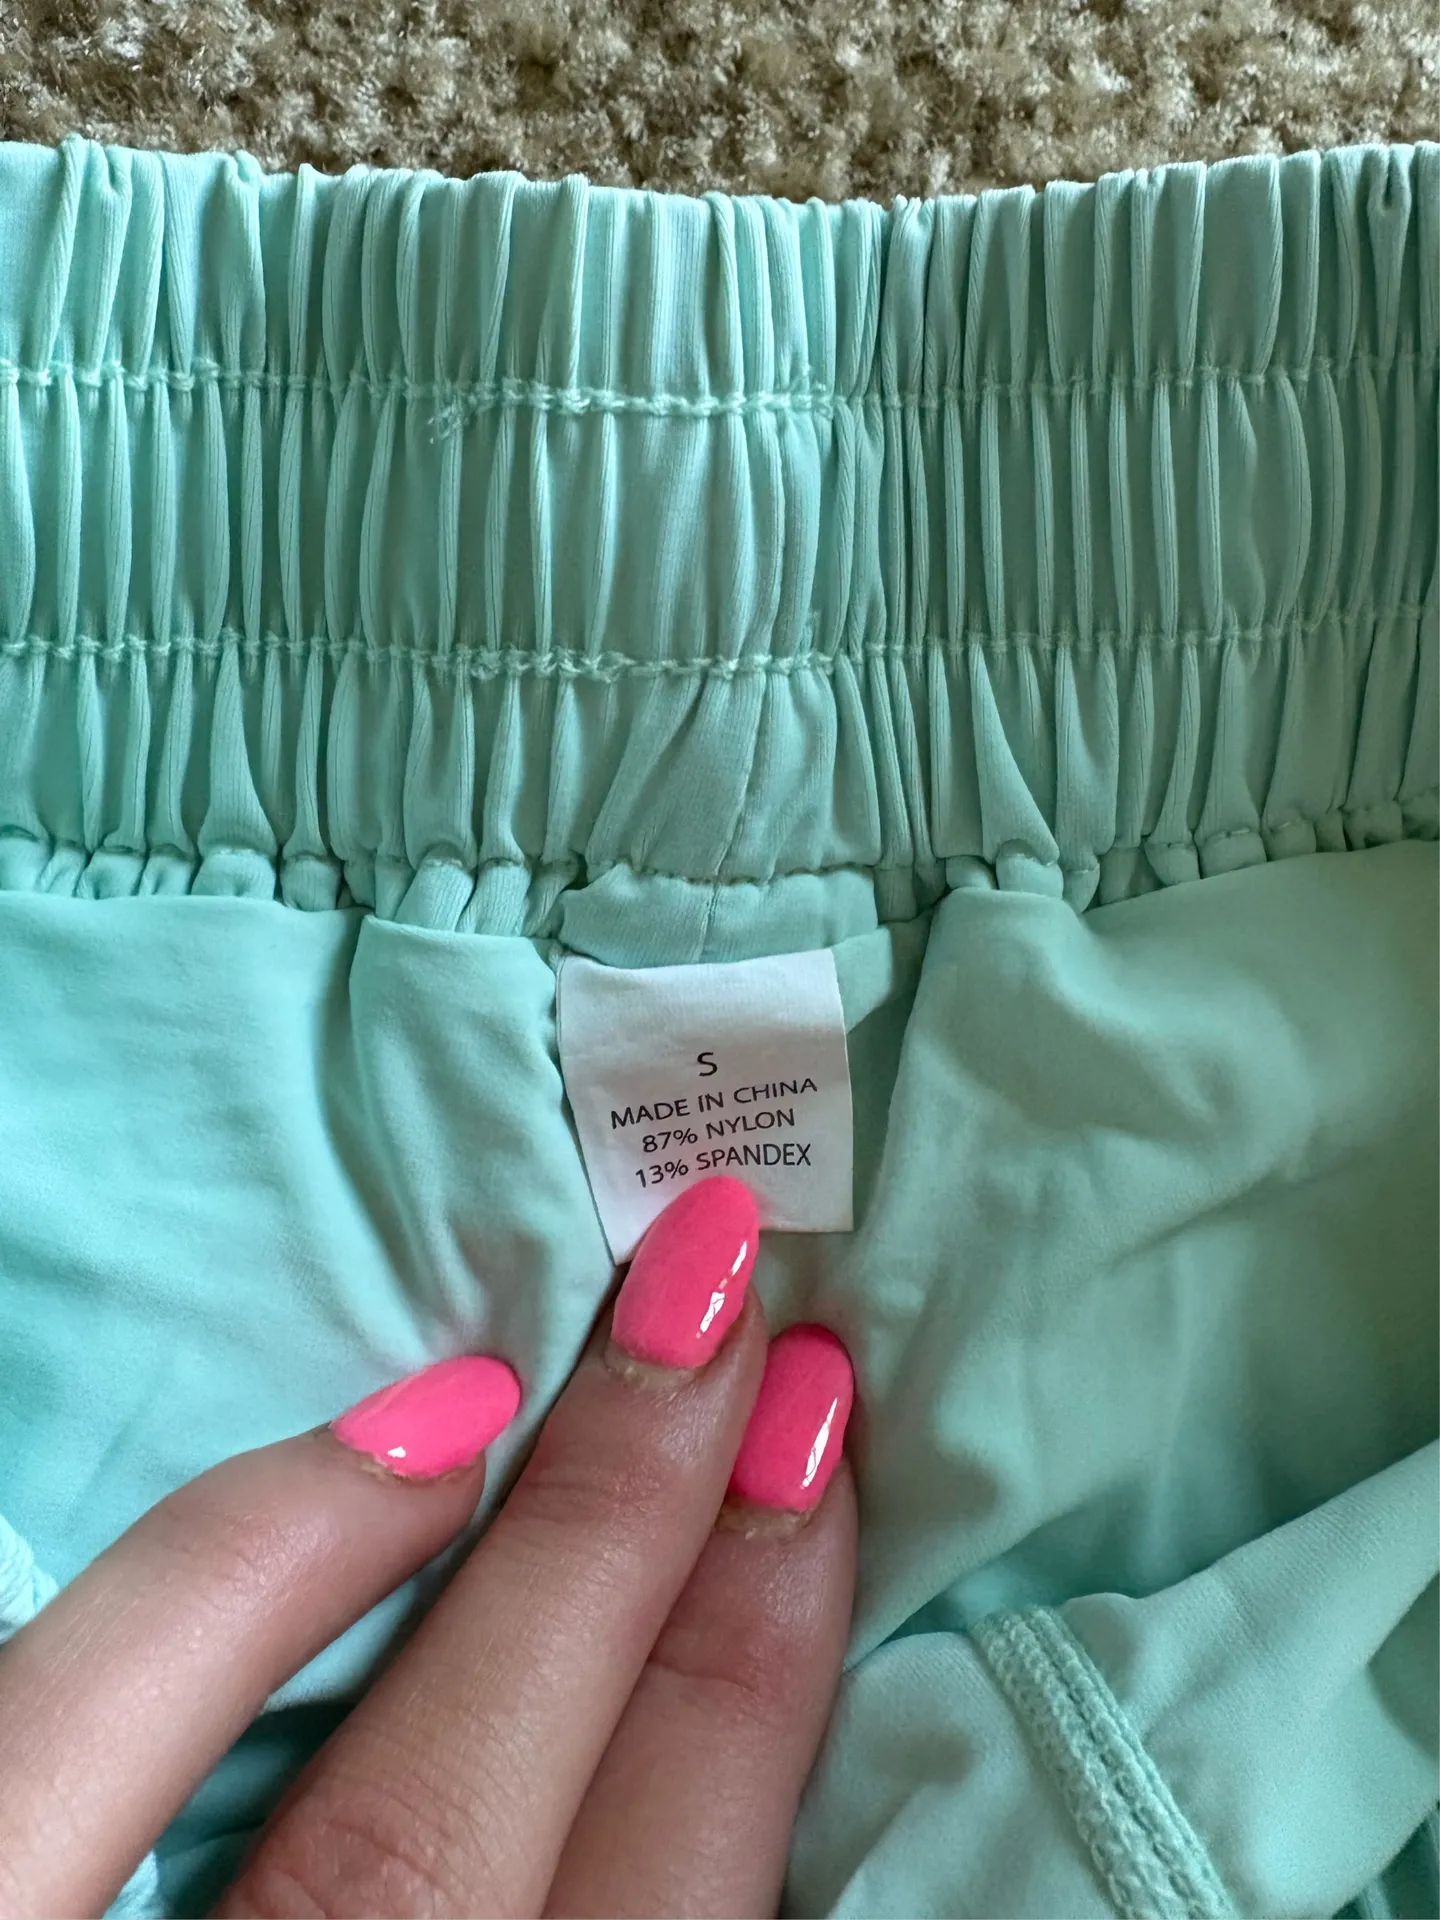 S
MADE IN CHINA
87% NYLON
13% SPANDEX